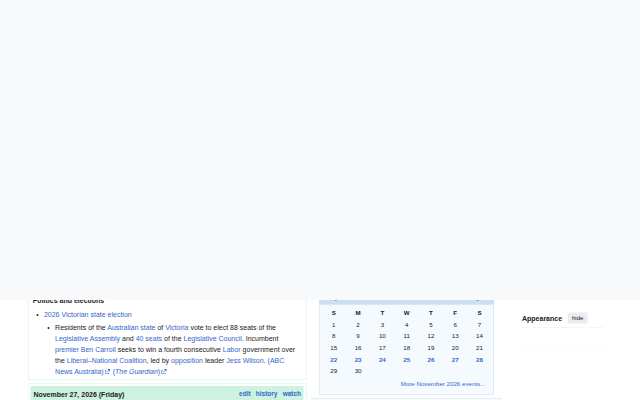 Politics and elections
• 2026 Victorian state election
• Residents of the Australian state of Victoria vote to elect 88 seats of the
Legislative Assembly and 40 seats of the Legislative Council. Incumbent
premier Ben Carroll seeks to win a fourth consecutive Labor government over
the Liberal–National Coalition, led by opposition leader Jess Wilson. (ABC
News Australia) (The Guardian)
November 27, 2026 (Friday) edit history watch
S M T W T F S
1 2 3 4 5 6 7
8 9 10 11 12 13 14
15 16 17 18 19 20 21
22 23 24 25 26 27 28
29 30
More November 2026 events...
Appearance hide